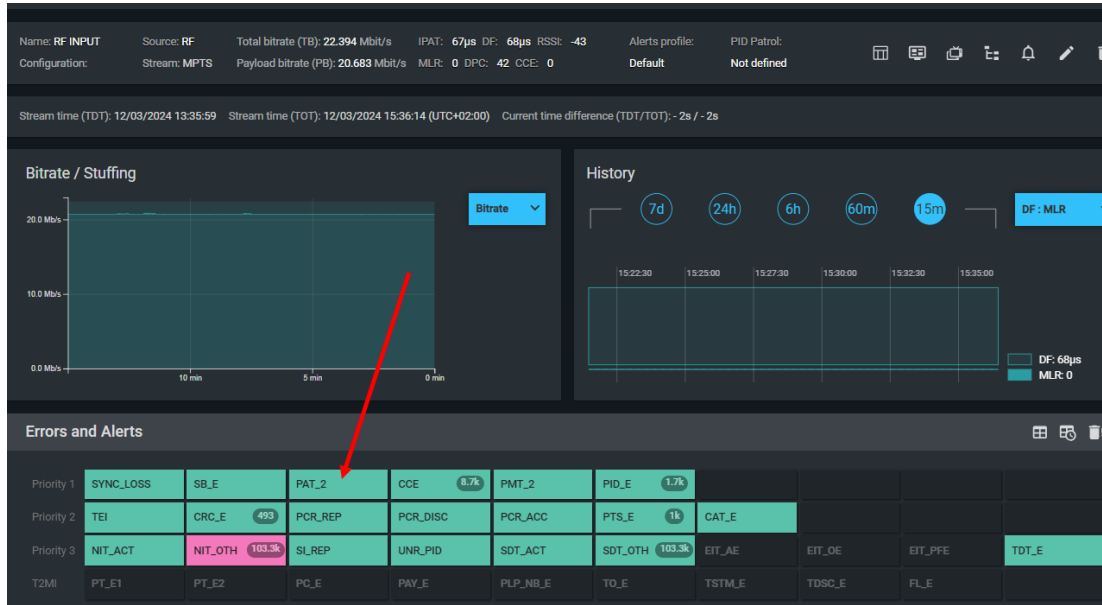 Name: RF INPUT Source: RF Total bitrate (TB): 22.394 Mbit/s IPAT: 67µs DF: 68µs RSSI: -43 Alerts profile: PID Patrol:
Configuration: Stream: MPTS Payload bitrate (PB): 20.683 Mbit/s MLR: 0 DPC: 42 CCE: 0 Default Not defined
Stream time (TDT): 12/03/2024 13:35:59 Stream time (TOT): 12/03/2024 15:36:14 (UTC+02:00) Current time difference (TDT/TOT): - 2s / - 2s
Bitrate / Stuffing
Bitrate
20.0 Mb/s
10.0 Mb/s
0.0 Mb/s
10 min 5 min 0 min
History
7d 24h 6h 60m 15m DF : MLR
15:22:30 15:25:00 15:27:30 15:30:00 15:32:30 15:35:00
DF: 68µs
MLR: 0
Errors and Alerts
Priority 1 SYNC_LOSS SB_E PAT_2 CCE 8.7k PMT_2 PID_E 1.7k
Priority 2 TEI CRC_E 493 PCR_REP PCR_DISC PCR_ACC PTS_E 1k CAT_E
Priority 3 NIT_ACT NIT_OTH 103.3k SI_REP UNR_PID SDT_ACT SDT_OTH 103.3k EIT_AE EIT_OE EIT_PFE TDT_E
T2MI PT_E1 PT_E2 PC_E PAY_E PLP_NB_E TO_E TSTM_E TDSC_E FL_E